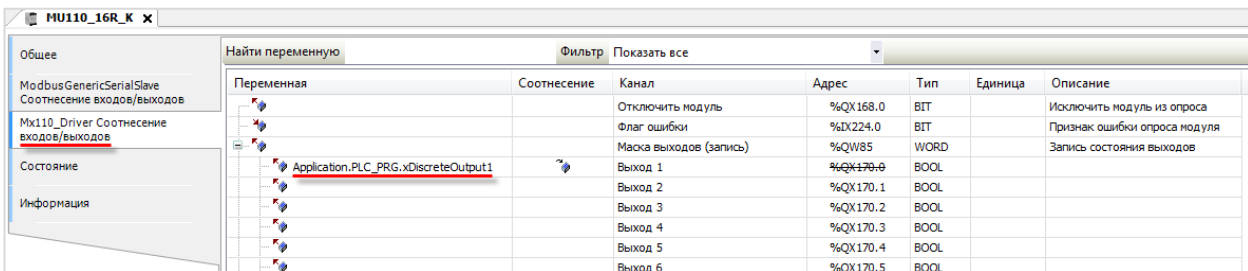 MU110_16R_K X
Общее
ModbusGenericSerialSlave
Соотнесение входов/выходов
Mx110_Driver Соотнесение
входов/выходов
Состояние
Информация
Найти переменную Фильтр Показать все
Переменная Соотнесение Канал Адрес Тип Единица Описание
Отключить модуль %QX168.0 BIT Исключить модуль из опроса
Флаг ошибки %IX224.0 BIT Признак ошибки опроса модуля
Маска выходов (запись) %QW85 WORD Запись состояния выходов
Application.PLC_PRG.xDiscreteOutput1 Выход 1 %QX170.0 BOOL
Выход 2 %QX170.1 BOOL
Выход 3 %QX170.2 BOOL
Выход 4 %QX170.3 BOOL
Выход 5 %QX170.4 BOOL
Выход 6 %QX170.5 BOOL